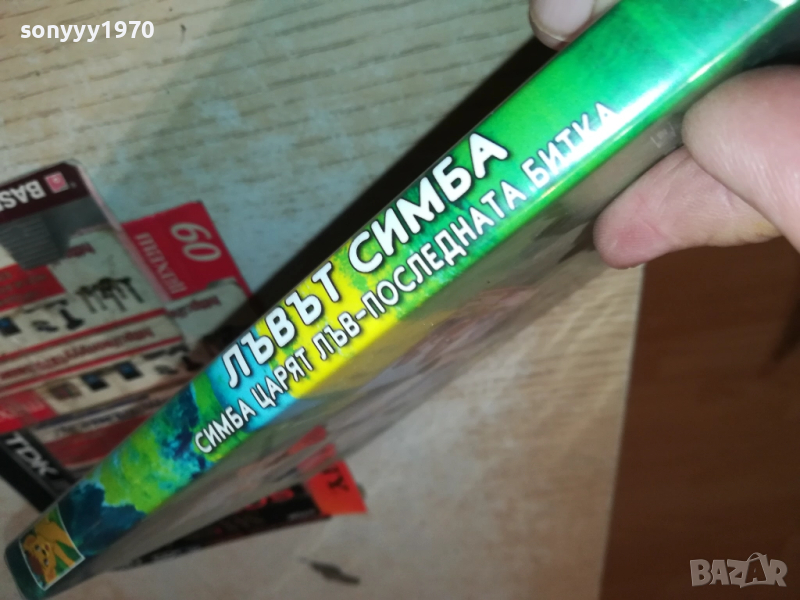 sonyyy1970
ЛЪВЪТ СИМБА
СИМБА ЦАРЯТ ЛЪВ-ПОСЛЕДНАТА БИТКА
BAS
60
TDK
BAZAR